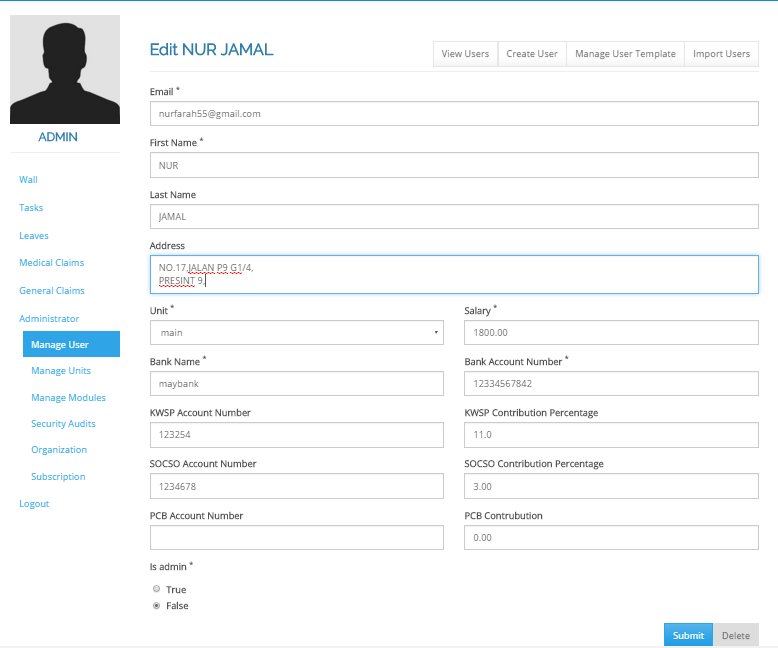 Edit NUR JAMAL
View Users
Create User
Manage User Template
Import Users
ADMIN
Wall
Tasks
Leaves
Medical Claims
General Claims
Administrator
Manage User
Manage Units
Manage Modules
Security Audits
Organization
Subscription
Logout
Email *
nurfarah55@gmail.com
First Name *
NUR
Last Name
JAMAL
Address
NO.17,JALAN P9 G1/4,
PRESINT 9,
Unit *
main
Salary *
1800.00
Bank Name *
maybank
Bank Account Number *
12334567842
KWSP Account Number
123254
KWSP Contribution Percentage
11.0
SOCSO Account Number
1234678
SOCSO Contribution Percentage
3.00
PCB Account Number
PCB Contrubution
0.00
Is admin *
True
False
Submit
Delete